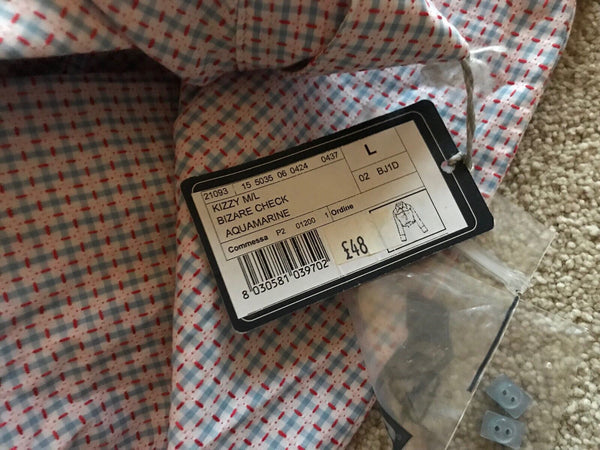 21093 15 5035 06 0424 0437 L
KIZZY M/L
BIZARE CHECK 02 BJ1D
AQUAMARINE
Commessa P2 01200 1 Ordine
£48
8 030581 039702